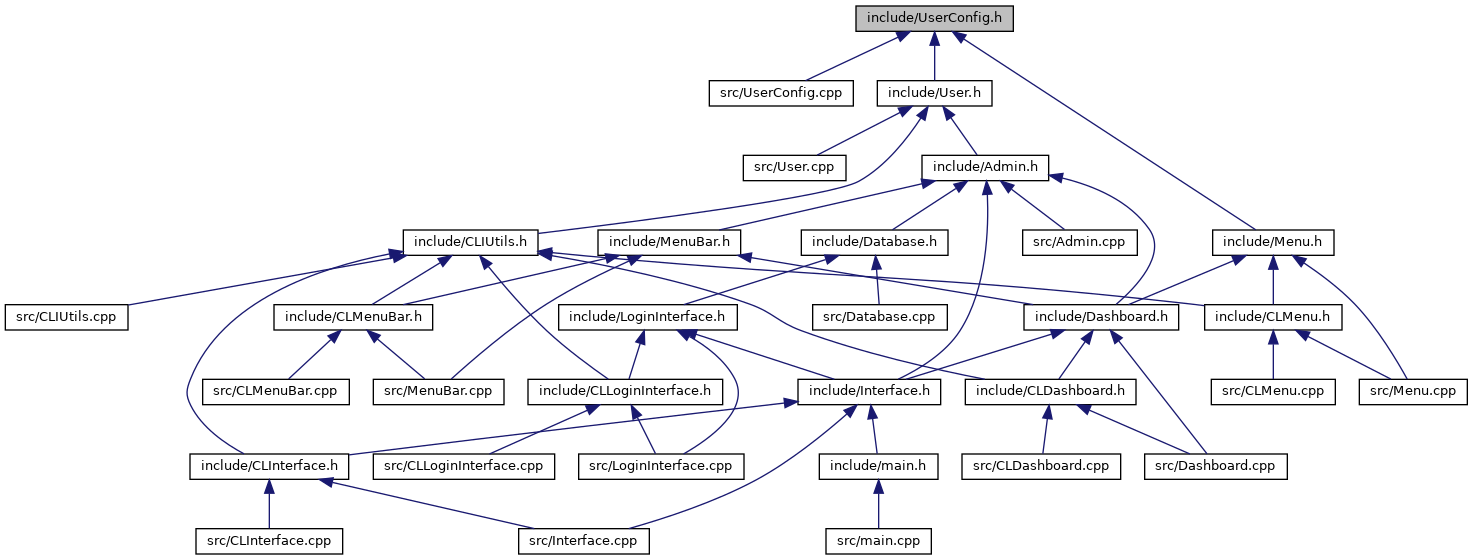 include/UserConfig.h
src/UserConfig.cpp
include/User.h
src/User.cpp
include/Admin.h
include/CLIUtils.h
include/MenuBar.h
include/Database.h
src/Admin.cpp
include/Menu.h
src/CLIUtils.cpp
include/CLMenuBar.h
include/LoginInterface.h
src/Database.cpp
include/Dashboard.h
include/CLMenu.h
src/CLMenuBar.cpp
src/MenuBar.cpp
include/CLLoginInterface.h
include/Interface.h
include/CLDashboard.h
src/CLMenu.cpp
src/Menu.cpp
include/CLInterface.h
src/CLLoginInterface.cpp
src/LoginInterface.cpp
include/main.h
src/CLDashboard.cpp
src/Dashboard.cpp
src/CLInterface.cpp
src/Interface.cpp
src/main.cpp